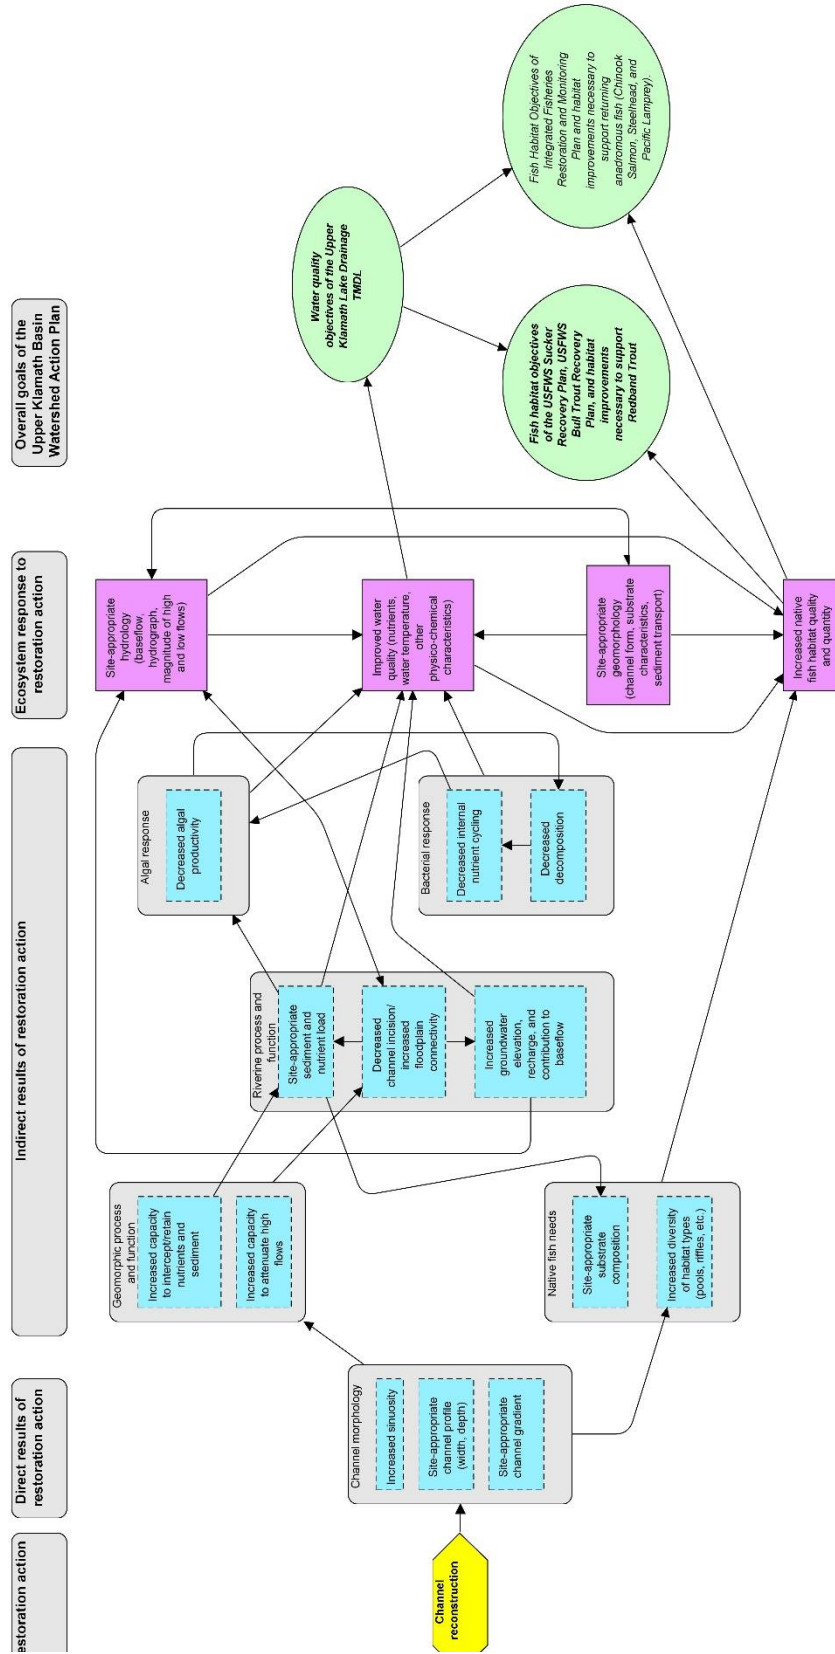 estoration action
Direct results of
restoration action
Indirect results of restoration action
Ecosystem response to
restoration action
Overall goals of the
Upper Klamath Basin
Watershed Action Plan
Channel
reconstruction
Channel morphology
Increased sinuosity
Site-appropriate
channel profile
(width, depth)
Site-appropriate
channel gradient
Geomorphic process
and function
Increased capacity
to intercept/retain
nutrients and
sediment
Increased capacity
to attenuate high
flows
Native fish needs
Site-appropriate
substrate
composition
Increased diversity
of habitat types
(pools, riffles, etc.)
Riverine process and
function
Site-appropriate
sediment and
nutrient load
Decreased
channel incision/
increased
floodplain
connectivity
Increased
groundwater
elevation,
recharge, and
contribution to
baseflow
Algal response
Decreased algal
productivity
Bacterial response
Decreased internal
nutrient cycling
Decreased
decomposition
Site-appropriate
hydrology
(baseflow,
hydrograph,
magnitude of high
and low flows)
Improved water
quality (nutrients,
water temperature,
other
physico-chemical
characteristics)
Site-appropriate
geomorphology
(channel form, substrate
characteristics,
sediment transport)
Increased native
fish habitat quality
and quantity
Water quality
objectives of the Upper
Klamath Lake Drainage
TMDL
Fish habitat objectives
of the USFWS Sucker
Recovery Plan, USFWS
Bull Trout Recovery
Plan, and habitat
improvements
necessary to support
Redband Trout
Fish Habitat Objectives of
Integrated Fisheries
Restoration and Monitoring
Plan and habitat
improvements necessary to
support returning
anadromous fish (Chinook
Salmon, Steelhead, and
Pacific Lamprey).